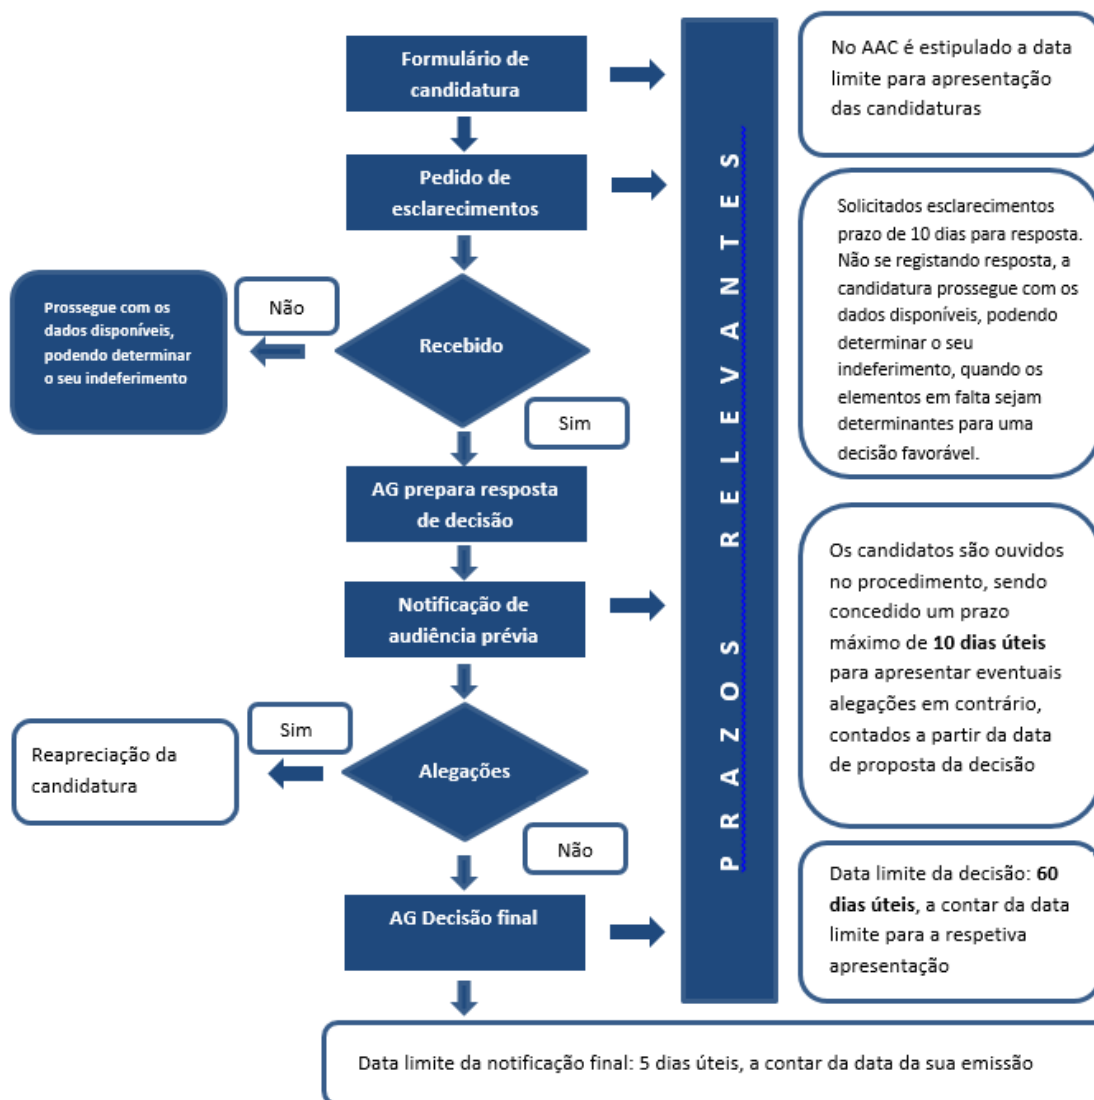 Formulário de
candidatura
No AAC é estipulado a data
limite para apresentação
das candidaturas
Pedido de
esclarecimentos
Solicitados esclarecimentos
prazo de 10 dias para resposta.
Não se registando resposta, a
candidatura prossegue com os
dados disponíveis, podendo
determinar o seu
indeferimento, quando os
elementos em falta sejam
determinantes para uma
decisão favorável.
PRAZOS RELEVANTES
Recebido
Não
Prossegue com os
dados disponíveis,
podendo determinar
o seu indeferimento
Sim
AG prepara resposta
de decisão
Notificação de
audiência prévia
Os candidatos são ouvidos
no procedimento, sendo
concedido um prazo
máximo de 10 dias úteis
para apresentar eventuais
alegações em contrário,
contados a partir da data
de proposta da decisão
Alegações
Sim
Reapreciação da
candidatura
Não
AG Decisão final
Data limite da decisão: 60
dias úteis, a contar da data
limite para a respetiva
apresentação
Data limite da notificação final: 5 dias úteis, a contar da data da sua emissão